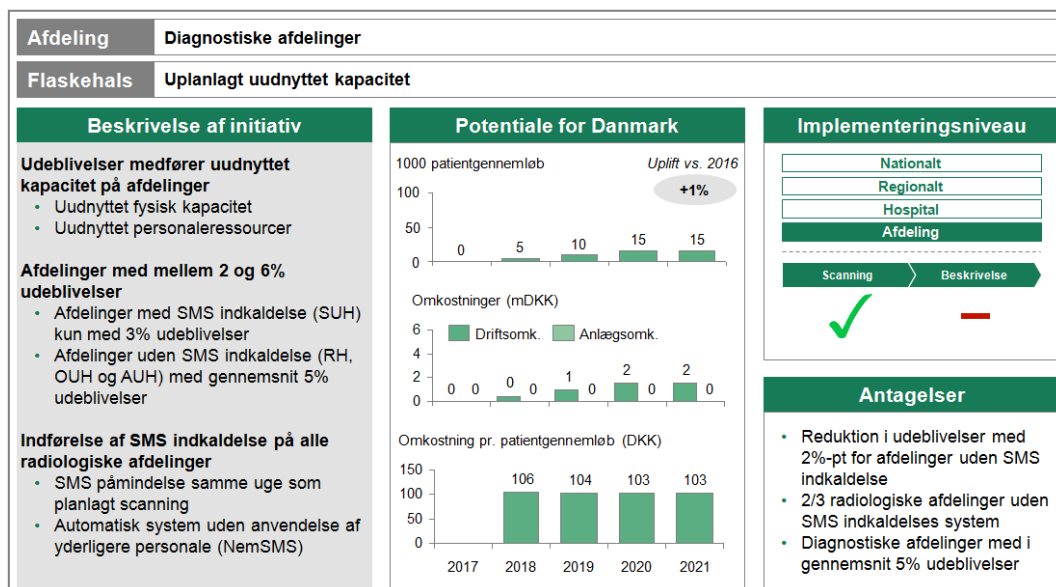 Afdeling
Diagnostiske afdelinger
Flaskehals
Uplanlagt uudnyttet kapacitet
Beskrivelse af initiativ
Udeblivelser medfører uudnyttet
kapacitet på afdelinger
• Uudnyttet fysisk kapacitet
• Uudnyttet personaleressourcer
Afdelinger med mellem 2 og 6%
udeblivelser
• Afdelinger med SMS indkaldelse (SUH)
kun med 3% udeblivelser
• Afdelinger uden SMS indkaldelse (RH,
OUH og AUH) med gennemsnit 5%
udeblivelser
Indførelse af SMS indkaldelse på alle
radiologiske afdelinger
• SMS påmindelse samme uge som
planlagt scanning
• Automatisk system uden anvendelse af
yderligere personale (NemSMS)
Potentiale for Danmark
1000 patientgennemløb
Uplift vs. 2016
+1%
100
50
0
0 5 10 15 15
Omkostninger (mDKK)
6
4
2
0
Driftsomk. Anlægsomk.
0 0 0 0 1 0 2 0 2 0
Omkostning pr. patientgennemløb (DKK)
150
100
50
0
106 104 103 103
2017 2018 2019 2020 2021
Implementeringsniveau
Nationalt
Regionalt
Hospital
Afdeling
Scanning Beskrivelse
Antagelser
• Reduktion i udeblivelser med
2%-pt for afdelinger uden SMS
indkaldelse
• 2/3 radiologiske afdelinger uden
SMS indkaldelses system
• Diagnostiske afdelinger med i
gennemsnit 5% udeblivelser